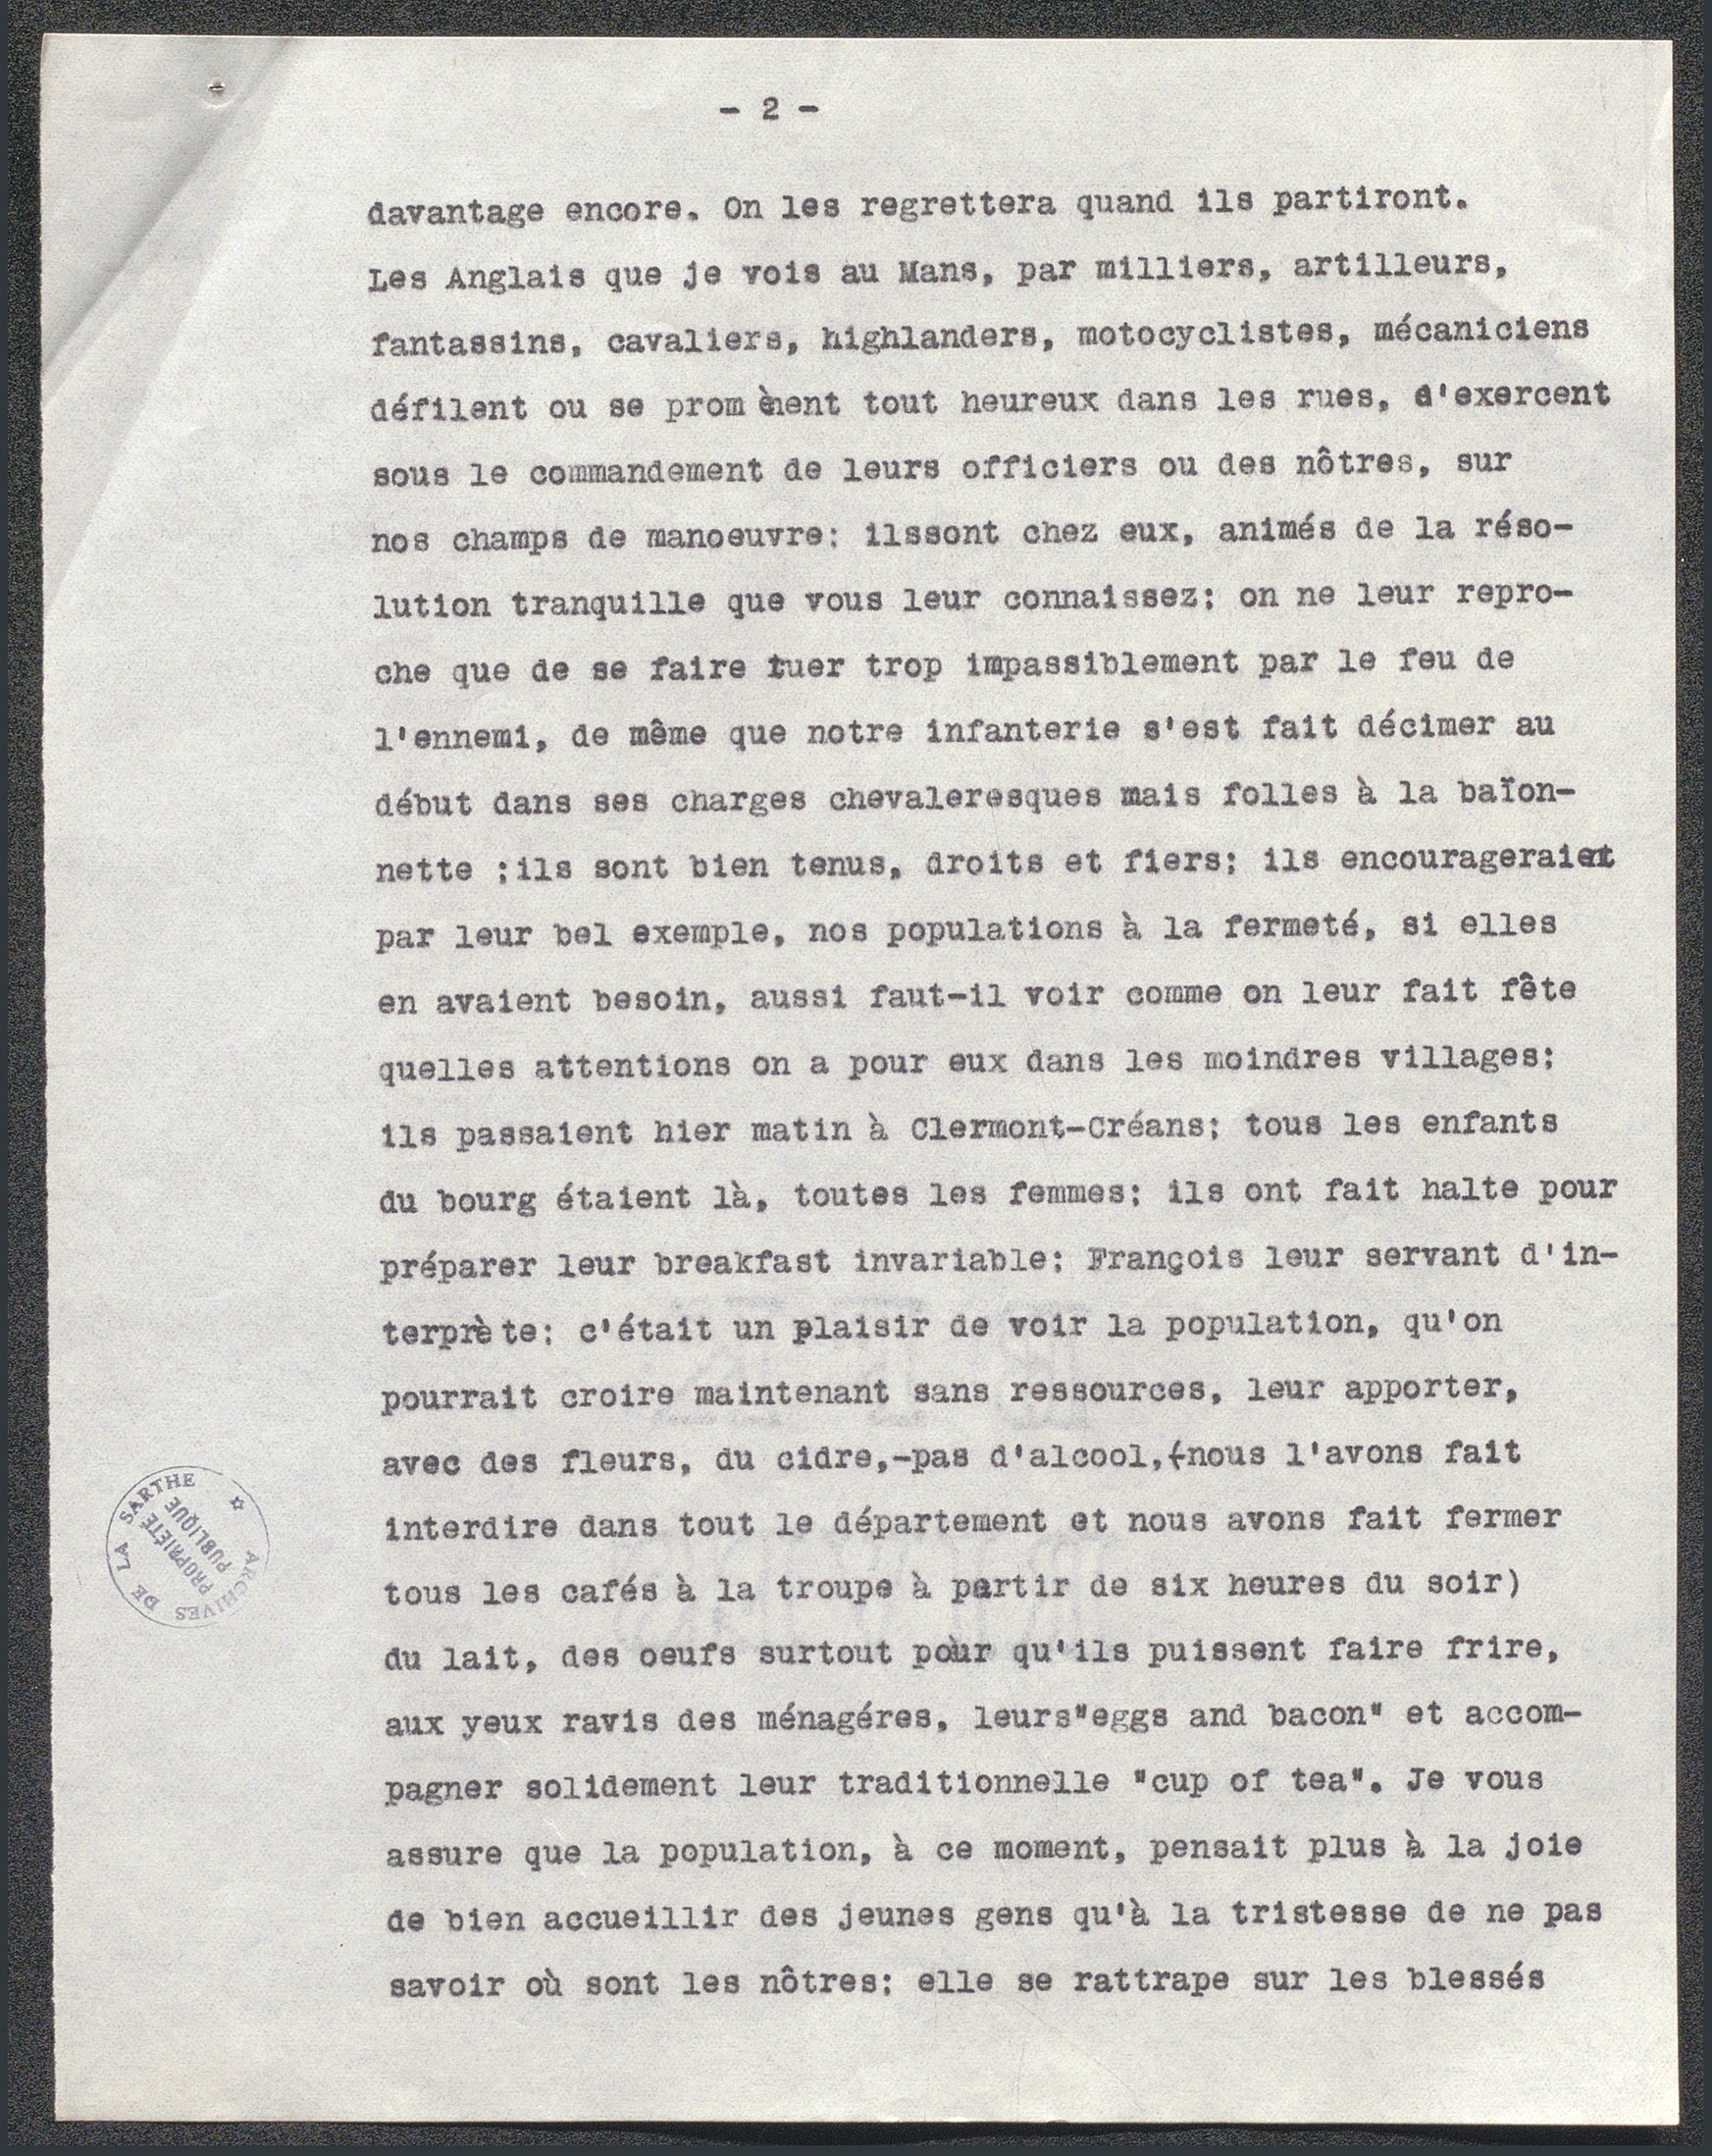 - 2 -
davantage encore. On les regrettera quand ils partiront.
Les Anglais que je vois au Mans, par milliers, artilleurs,
fantassins, cavaliers, highlanders, motocyclistes, mécaniciens
défilent ou se promènent tout heureux dans les rues, d'exercent
sous le commandement de leurs officiers ou des nôtres, sur
nos champs de manoeuvre: ilssont chez eux, animés de la réso-
lution tranquille que vous leur connaissez; on ne leur repro-
che que de se faire tuer trop impassiblement par le feu de
l'ennemi, de même que notre infanterie s'est fait décimer au
début dans ses charges chevaleresques mais folles à la baïon-
nette ;ils sont bien tenus, droits et fiers; ils encourageraient
par leur bel exemple, nos populations à la fermeté, si elles
en avaient besoin, aussi faut-il voir comme on leur fait fête
quelles attentions on a pour eux dans les moindres villages;
ils passaient hier matin à Clermont-Créans; tous les enfants
du bourg étaient là, toutes les femmes; ils ont fait halte pour
préparer leur breakfast invariable; François leur servant d'in-
terprète; c'était un plaisir de voir la population, qu'on
pourrait croire maintenant sans ressources, leur apporter,
avec des fleurs, du cidre,-pas d'alcool,(nous l'avons fait
interdire dans tout le département et nous avons fait fermer
tous les cafés à la troupe à partir de six heures du soir)
du lait, des oeufs surtout pour qu'ils puissent faire frire,
aux yeux ravis des ménagéres, leurs"eggs and bacon" et accom-
pagner solidement leur traditionnelle "cup of tea". Je vous
assure que la population, à ce moment, pensait plus à la joie
de bien accueillir des jeunes gens qu'à la tristesse de ne pas
savoir où sont les nôtres; elle se rattrape sur les blessés
ARCHIVES DE LA SARTHE
PROPRIÉTÉ
PUBLIQUE